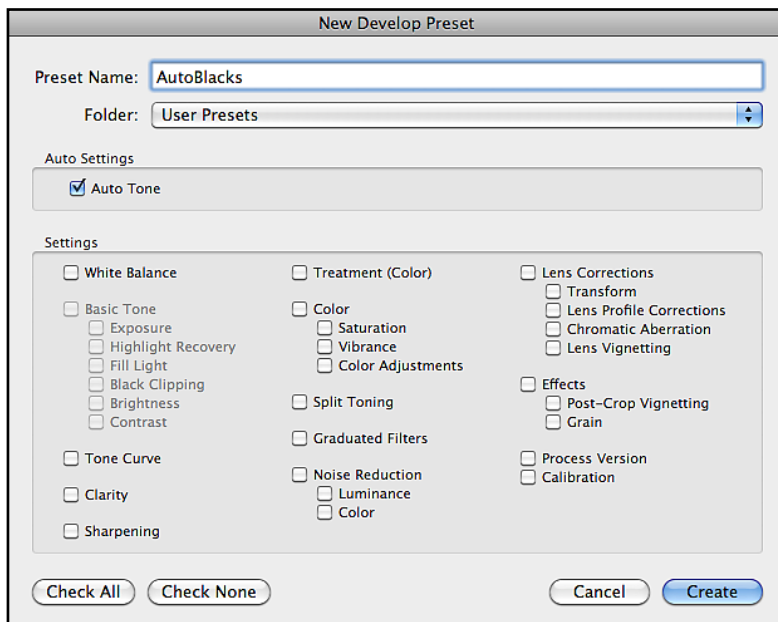 New Develop Preset
Preset Name: AutoBlacks
Folder: User Presets
Auto Settings
Auto Tone
Settings
White Balance
Basic Tone
Exposure
Highlight Recovery
Fill Light
Black Clipping
Brightness
Contrast
Tone Curve
Clarity
Sharpening
Treatment (Color)
Color
Saturation
Vibrance
Color Adjustments
Split Toning
Graduated Filters
Noise Reduction
Luminance
Color
Lens Corrections
Transform
Lens Profile Corrections
Chromatic Aberration
Lens Vignetting
Effects
Post-Crop Vignetting
Grain
Process Version
Calibration
Check All
Check None
Cancel
Create